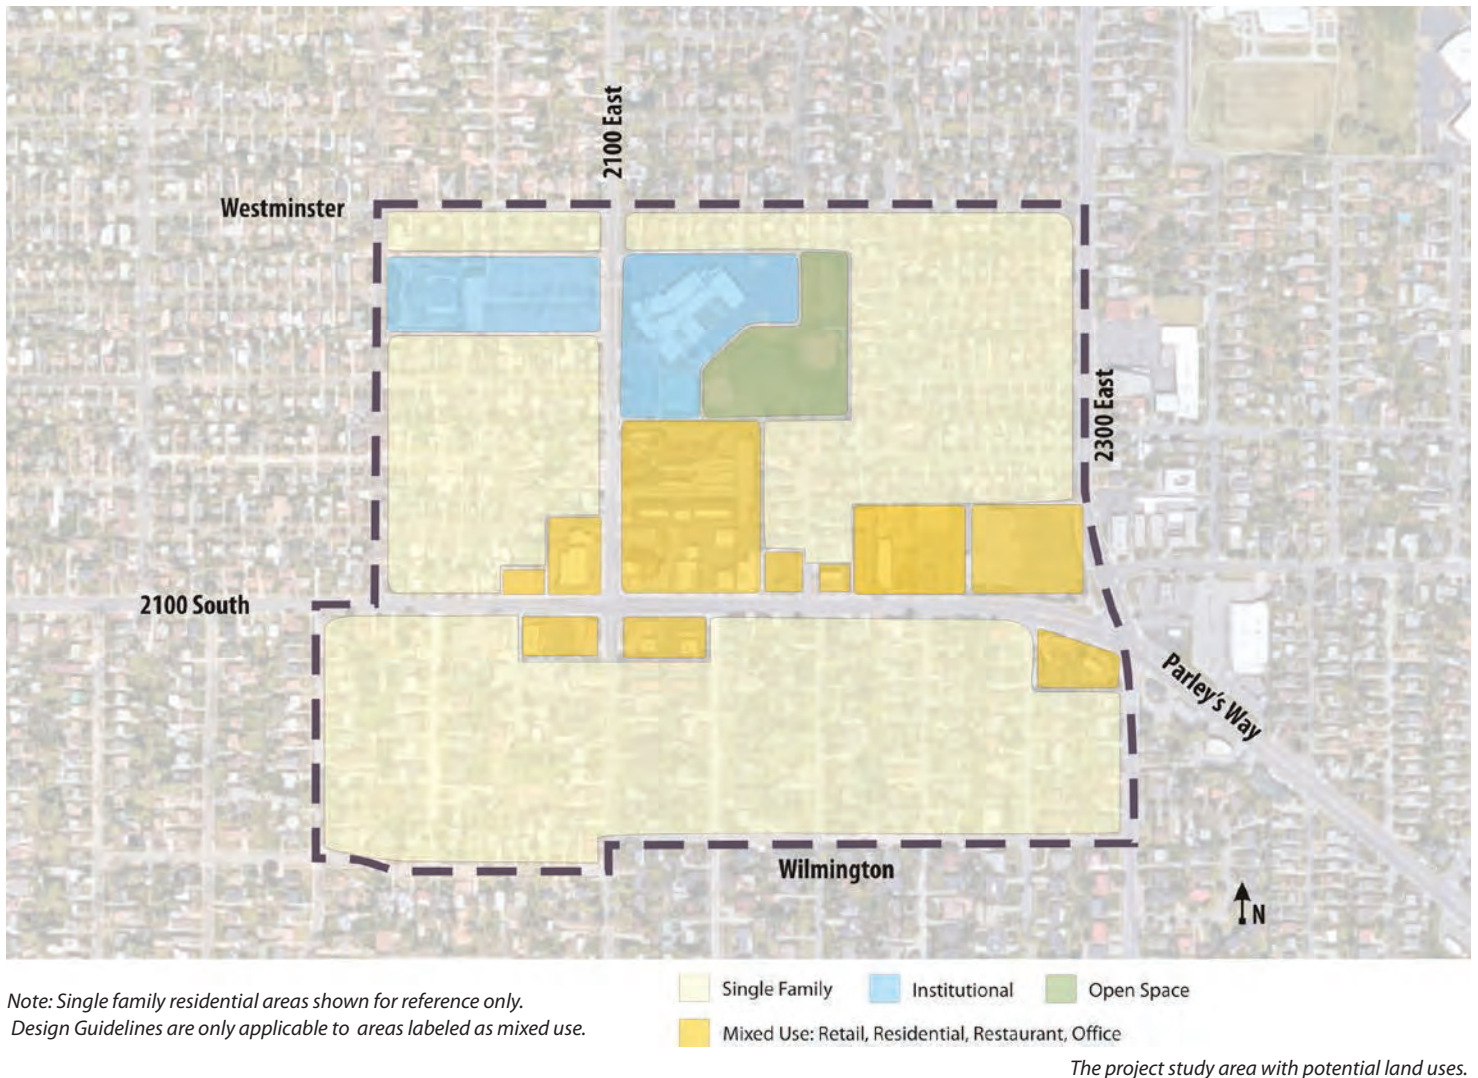 2100 East
Westminster
2300 East
2100 South
Parley's Way
Wilmington
N
Single Family
Institutional
Open Space
Note: Single family residential areas shown for reference only.
Design Guidelines are only applicable to areas labeled as mixed use.
Mixed Use: Retail, Residential, Restaurant, Office
The project study area with potential land uses.